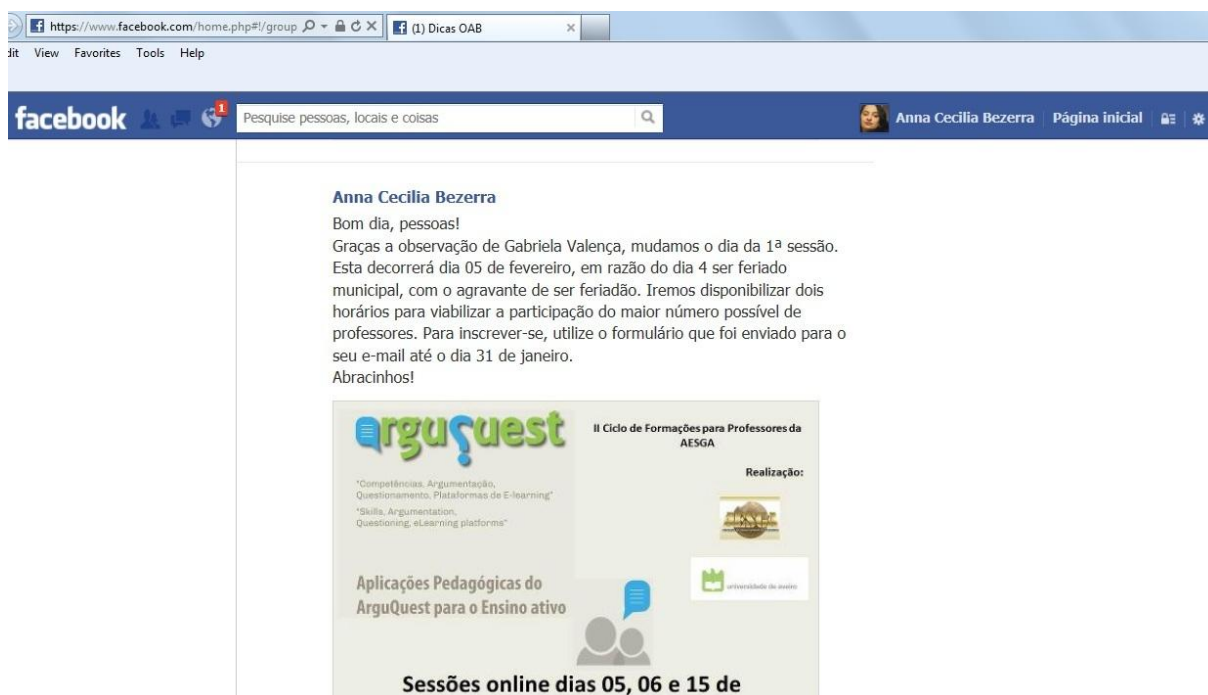 https://www.facebook.com/home.php#!/group
(1) Dicas OAB
dit View Favorites Tools Help
facebook
1
Pesquise pessoas, locais e coisas
Anna Cecilia Bezerra
Página inicial
Anna Cecilia Bezerra
Bom dia, pessoas!
Graças a observação de Gabriela Valença, mudamos o dia da 1ª sessão.
Esta decorrerá dia 05 de fevereiro, em razão do dia 4 ser feriado
municipal, com o agravante de ser feriadão. Iremos disponibilizar dois
horários para viabilizar a participação do maior número possível de
professores. Para inscrever-se, utilize o formulário que foi enviado para o
seu e-mail até o dia 31 de janeiro.
Abracinhos!
arguquest
"Competências, Argumentação,
Questionamento, Plataformas de E-learning"
"Skills, Argumentation,
Questioning, eLearning platforms"
II Ciclo de Formações para Professores da
AESGA
Realização:
universidade de aveiro
Aplicações Pedagógicas do
ArguQuest para o Ensino ativo
Sessões online dias 05, 06 e 15 de